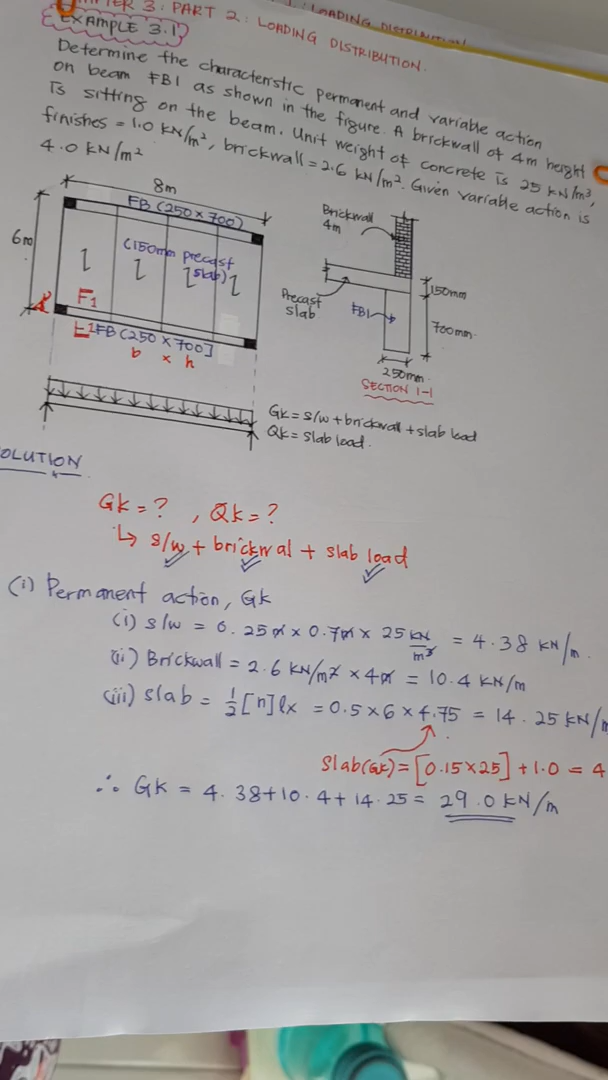 CHAPTER 3: PART 2: LOADING DISTRIBUTION.
EXAMPLE 3.1
Determine the characteristic permanent and variable action
on beam FB1 as shown in the figure. A brickwall of 4m height
is sitting on the beam. Unit weight of concrete is 25 kN/m³,
finishes = 1.0 kN/m², brickwall = 2.6 kN/m². Given variable action is
4.0 kN/m²
8m
FB (250 x 700)
6m
(150mm precast
slab)
F1
FB (250 x 700)
b x h
Brickwall
4m
Precast
slab
FB1
150mm
700mm
250mm
SECTION 1-1
Gk = s/w + brickwall + slab load
Qk = slab load.
SOLUTION
Gk = ? , Qk = ?
↳ s/w + brickwal + slab load
(i) Permanent action, Gk
(i) s/w = 0.25m x 0.7m x 25 kN/m³ = 4.38 kN/m.
(ii) Brickwall = 2.6 kN/m² x 4m = 10.4 kN/m
(iii) slab = 1/2 [n] lx = 0.5 x 6 x 4.75 = 14.25 kN/m
Slab(Gk) = [0.15 x 25] + 1.0 = 4
∴ Gk = 4.38 + 10.4 + 14.25 = 29.0 kN/m